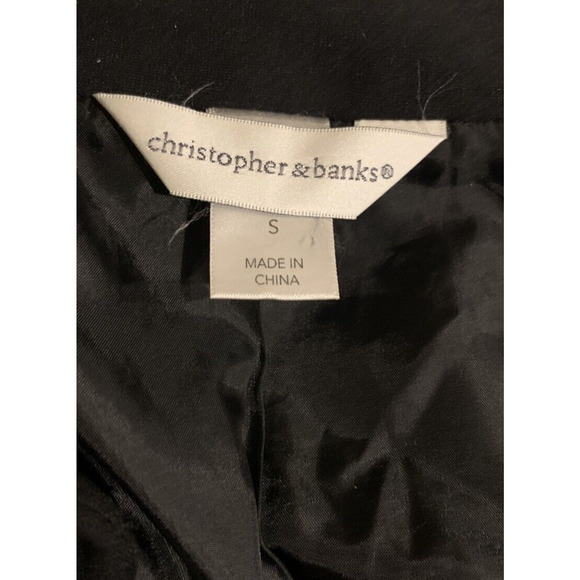 christopher & banks®
S
MADE IN
CHINA